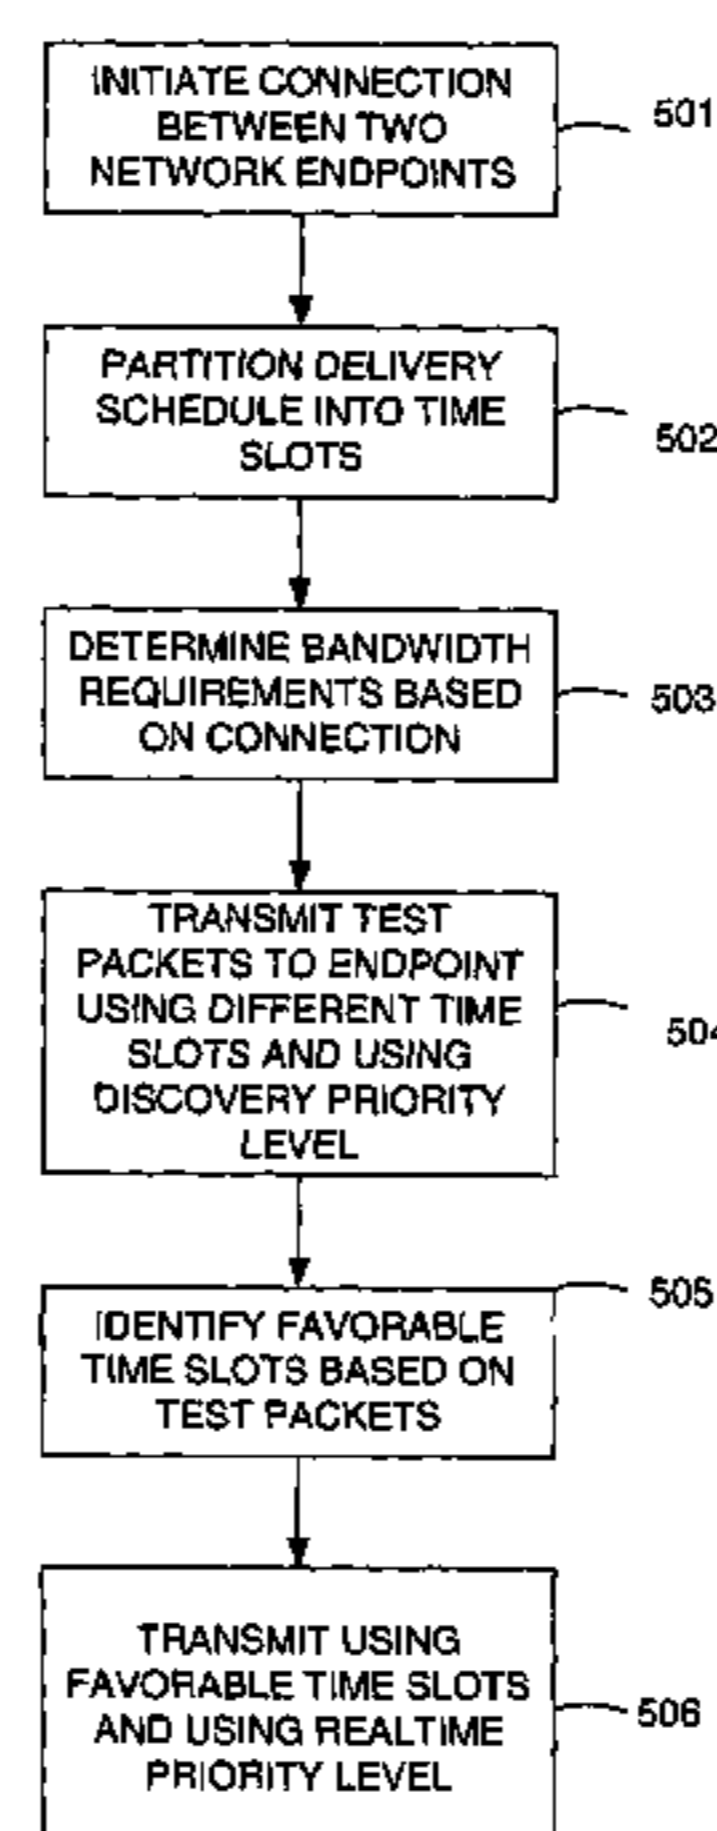 INITIATE CONNECTION
BETWEEN TWO
NETWORK ENDPOINTS
501
PARTITION DELIVERY
SCHEDULE INTO TIME
SLOTS
502
DETERMINE BANDWIDTH
REQUIREMENTS BASED
ON CONNECTION
503
TRANSMIT TEST
PACKETS TO ENDPOINT
USING DIFFERENT TIME
SLOTS AND USING
DISCOVERY PRIORITY
LEVEL
504
505
IDENTIFY FAVORABLE
TIME SLOTS BASED ON
TEST PACKETS
TRANSMIT USING
FAVORABLE TIME SLOTS
AND USING REALTIME
PRIORITY LEVEL
506